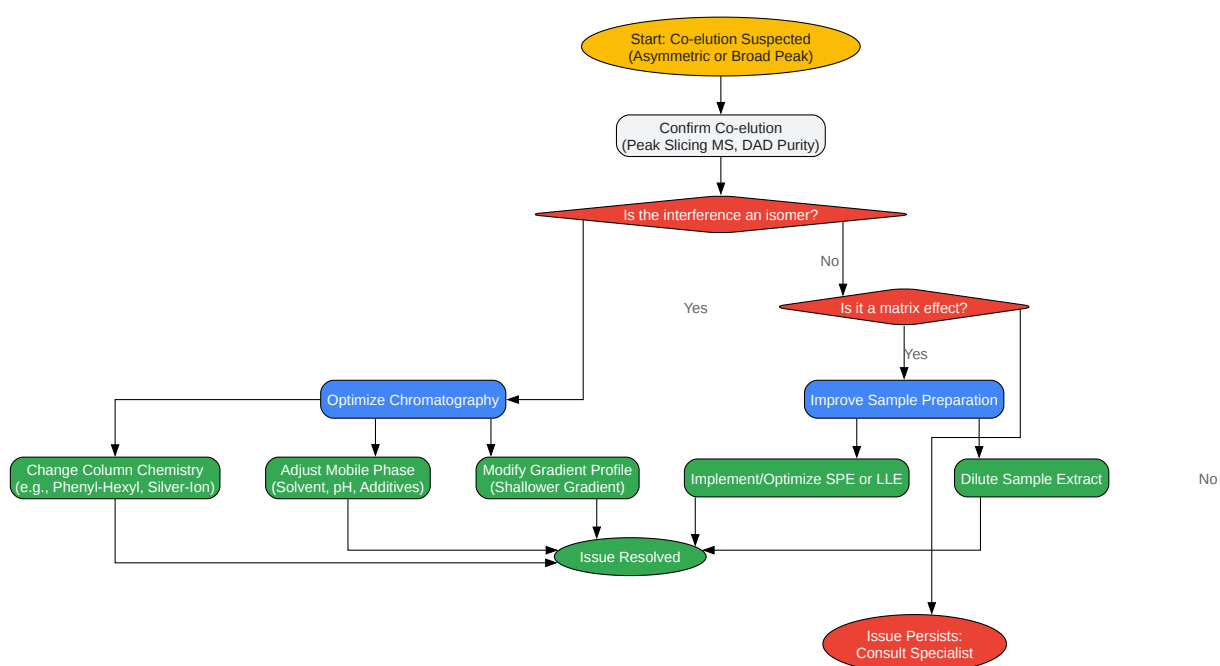 Start: Co-elution Suspected
(Asymmetric or Broad Peak)
Confirm Co-elution
(Peak Slicing MS, DAD Purity)
Is the interference an isomer?
No
Yes
Is it a matrix effect?
Yes
Optimize Chromatography
Improve Sample Preparation
Change Column Chemistry
(e.g., Phenyl-Hexyl, Silver-Ion)
Adjust Mobile Phase
(Solvent, pH, Additives)
Modify Gradient Profile
(Shallower Gradient)
Implement/Optimize SPE or LLE
Dilute Sample Extract
No
Issue Resolved
Issue Persists:
Consult Specialist